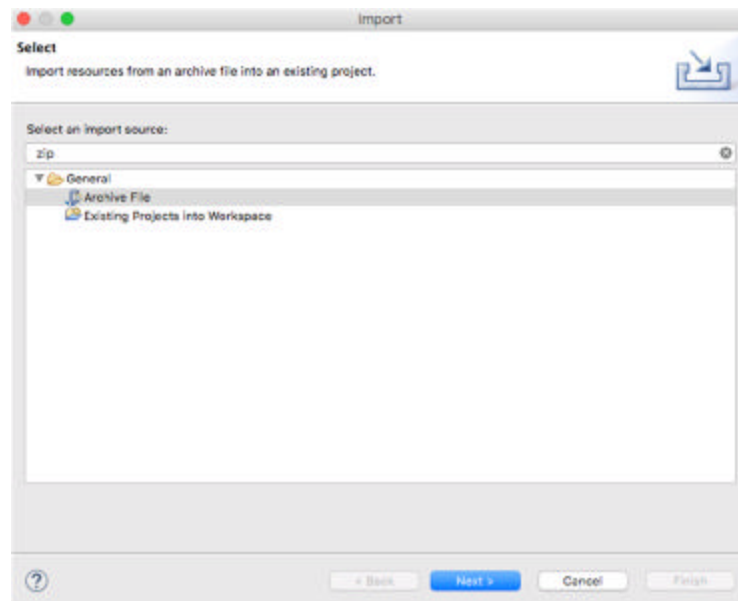 Import
Select
Import resources from an archive file into an existing project.
Select an import source:
zip
General
Archive File
Existing Projects into Workspace
?
< Back
Next >
Cancel
Finish